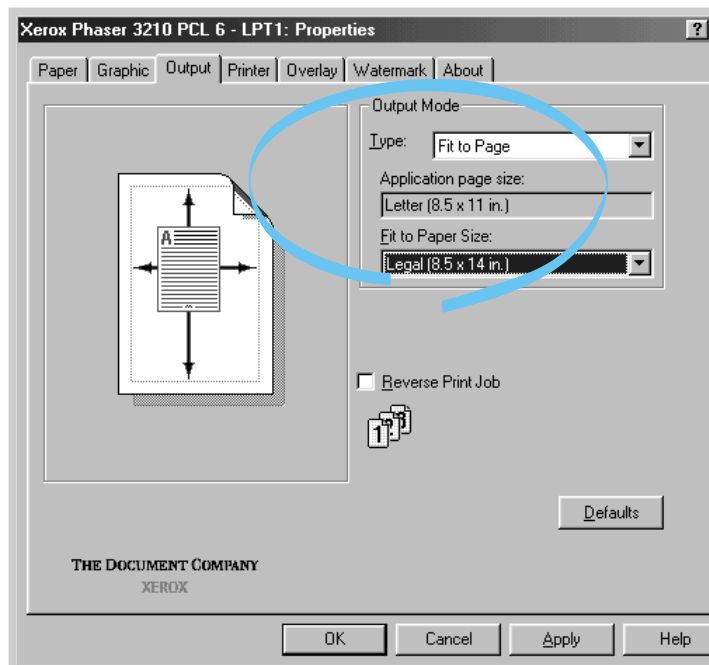 Xerox Phaser 3210 PCL 6 - LPT1: Properties
?
Paper Graphic Output Printer Overlay Watermark About
Output Mode
Type: Fit to Page
Application page size:
Letter (8.5 x 11 in.)
Fit to Paper Size:
Legal (8.5 x 14 in.)
A
Reverse Print Job
1 2 3
Defaults
THE DOCUMENT COMPANY
XEROX
OK Cancel Apply Help